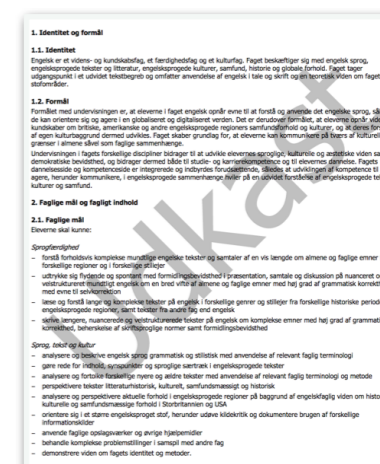 1. Identitet og formål
1.1. Identitet
Engelsk er et videns- og kundskabsfag, et færdighedsfag og et kulturfag. Faget beskæftiger sig med engelsk sprog,
engelsksprogede tekster og litteratur, engelsksprogede kulturer, samfund, historie og globale forhold. Faget tager
udgangspunkt i et udvidet tekstbegreb og omfatter anvendelse af engelsk i tale og skrift og en teoretisk viden om faget
stofområder.
1.2. Formål
Formålet med undervisningen er, at eleverne i faget engelsk opnår evne til at forstå og anvende det engelske sprog, så
de kan orientere sig og agere i en globaliseret og digitaliseret verden. Det er derudover formålet, at eleverne opnår vide
kundskaber om britiske, amerikanske og andre engelsksprogede regioners samfundsforhold og kulturer, og at deres fors
af egen kulturbaggrund dermed udvikles. Faget skaber grundlag for, at eleverne kan kommunikere på tværs af kulturelle
grænser i almene såvel som faglige sammenhænge.
Undervisningen i fagets forskellige discipliner bidrager til at udvikle elevernes sproglige, kulturelle og æstetiske viden sa
demokratiske bevidsthed, og bidrager dermed både til studie- og karrierekompetence og til elevernes dannelse. Fagets
dannelsesside og kompetenceside er integrerede og indbyrdes forudsættende, således at udviklingen af kompetence til
agere, herunder kommunikere, i engelsksprogede sammenhænge hviler på en udvidet forståelse af engelsksprogede tek
kulturer og samfund.
2. Faglige mål og fagligt indhold
2.1. Faglige mål
Eleverne skal kunne:
Sprogfærdighed
– forstå forholdsvis komplekse mundtlige engelske tekster og samtaler af en vis længde om almene og faglige emner
forskellige regioner og i forskellige stillejer
– udtrykke sig flydende og spontant med formidlingsbevidsthed i præsentation, samtale og diskussion på nuanceret o
velstruktureret mundtligt engelsk om en bred vifte af almene og faglige emner med høj grad af grammatisk korrekth
med evne til selvkorrektion
– læse og forstå lange og komplekse tekster på engelsk i forskellige genrer og stillejer fra forskellige historiske period
engelsksprogede regioner, samt tekster fra andre fag end engelsk
– skrive længere, nuancerede og velstrukturerede tekster på engelsk om komplekse emner med høj grad af grammati
korrekthed, beherskelse af skriftsproglige normer samt formidlingsbevidsthed
Sprog, tekst og kultur
– analysere og beskrive engelsk sprog grammatisk og stilistisk med anvendelse af relevant faglig terminologi
– gøre rede for indhold, synspunkter og sproglige særtræk i engelsksprogede tekster
– analysere og fortolke forskellige nyere og ældre tekster med anvendelse af relevant faglig terminologi og metode
– perspektivere tekster litteraturhistorisk, kulturelt, samfundsmæssigt og historisk
– analysere og perspektivere aktuelle forhold i engelsksprogede regioner på baggrund af engelskfaglig viden om histo
kulturelle og samfundsmæssige forhold i Storbritannien og USA
– orientere sig i et større engelsksproget stof, herunder udøve kildekritik og dokumentere brugen af forskellige
informationskilder
– anvende faglige opslagsværker og øvrige hjælpemidler
– behandle komplekse problemstillinger i samspil med andre fag
– demonstrere viden om fagets identitet og metoder.
Udkast